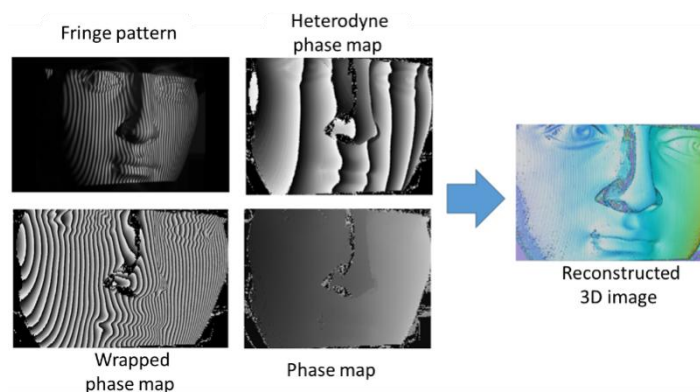 Fringe pattern
Heterodyne
phase map
Wrapped
phase map
Phase map
Reconstructed
3D image